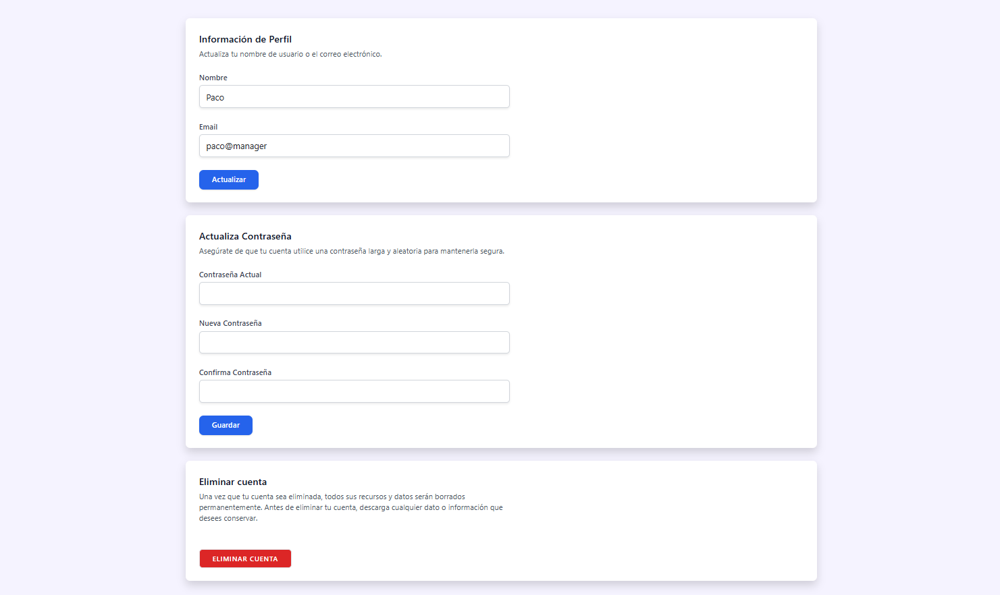 Información de Perfil
Actualiza tu nombre de usuario o el correo electrónico.
Nombre
Paco
Email
paco@manager
Actualizar
Actualiza Contraseña
Asegúrate de que tu cuenta utilice una contraseña larga y aleatoria para mantenerla segura.
Contraseña Actual
Nueva Contraseña
Confirma Contraseña
Guardar
Eliminar cuenta
Una vez que tu cuenta sea eliminada, todos sus recursos y datos serán borrados
permanentemente. Antes de eliminar tu cuenta, descarga cualquier dato o información que
desees conservar.
ELIMINAR CUENTA